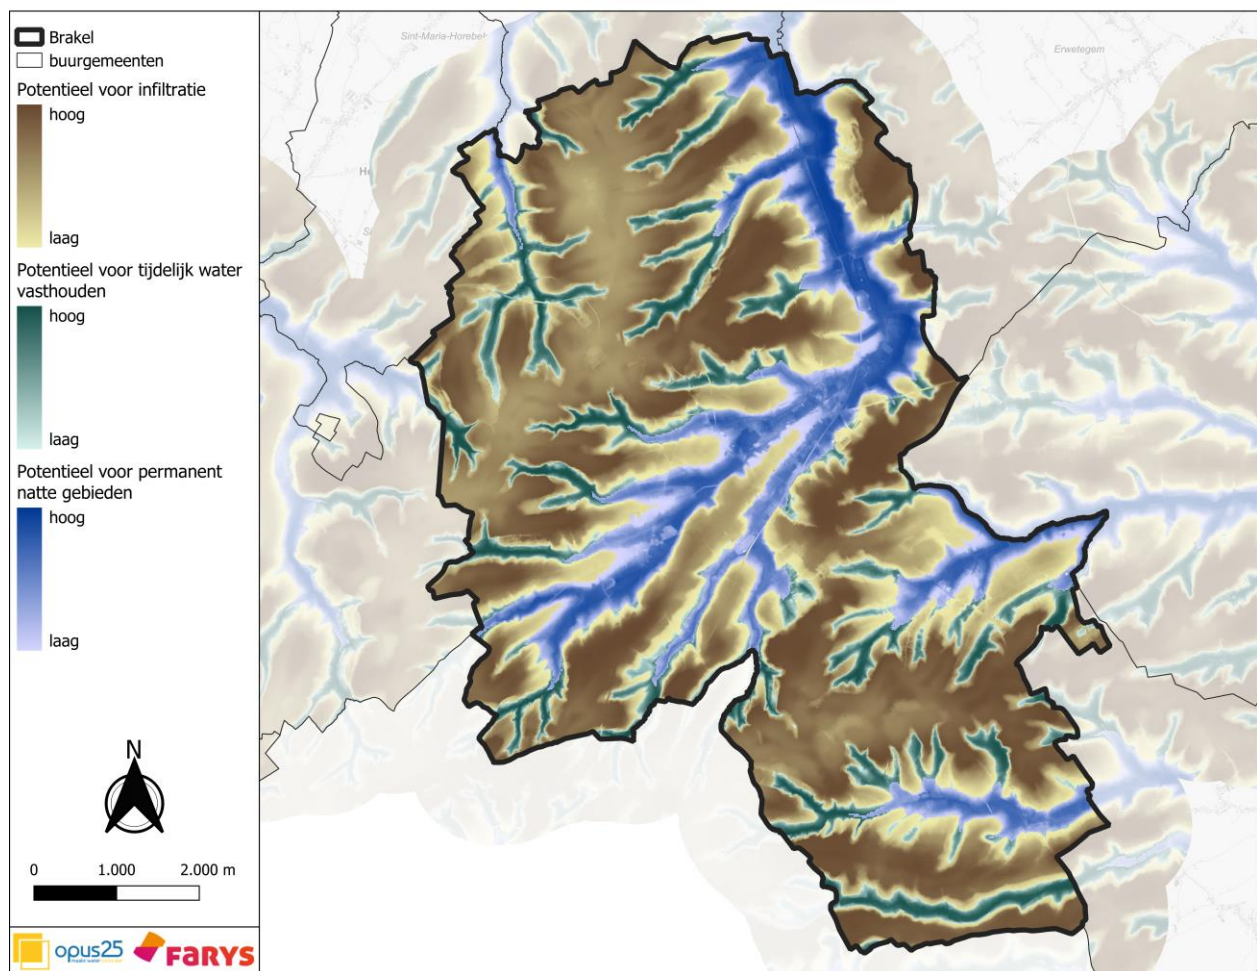 Brakel
buurgemeenten
Potentieel voor infiltratie
hoog
laag
Potentieel voor tijdelijk water
vasthouden
hoog
laag
Potentieel voor permanent
natte gebieden
hoog
laag
N
0 1.000 2.000 m
opus25
FARYS
Sint-Maria-Horebel
Erwetegem